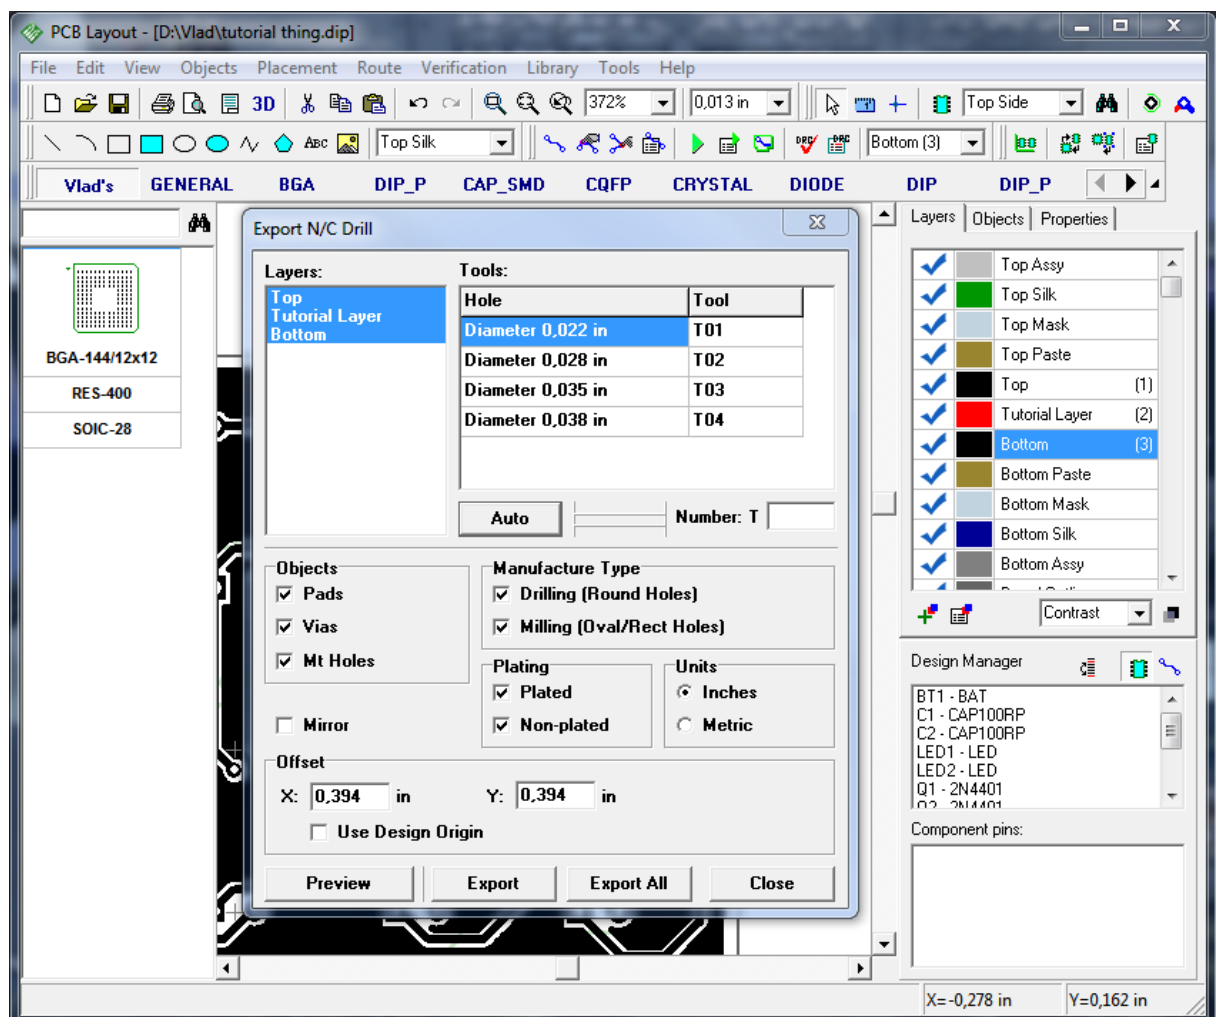 PCB Layout - [D:\Vlad\tutorial thing.dip]
File Edit View Objects Placement Route Verification Library Tools Help
3D 372% 0,013 in Top Side
Abc Top Silk DRC Bottom (3)
Vlad's GENERAL BGA DIP_P CAP_SMD CQFP CRYSTAL DIODE DIP DIP_P
BGA-144/12x12
RES-400
SOIC-28
Export N/C Drill
Layers:
Top
Tutorial Layer
Bottom
Tools:
Hole Tool
Diameter 0,022 in T01
Diameter 0,028 in T02
Diameter 0,035 in T03
Diameter 0,038 in T04
Auto Number: T
Objects
Pads
Vias
Mt Holes
Mirror
Manufacture Type
Drilling (Round Holes)
Milling (Oval/Rect Holes)
Plating
Plated
Non-plated
Units
Inches
Metric
Offset
X: 0,394 in Y: 0,394 in
Use Design Origin
Preview Export Export All Close
Layers Objects Properties
Top Assy
Top Silk
Top Mask
Top Paste
Top (1)
Tutorial Layer (2)
Bottom (3)
Bottom Paste
Bottom Mask
Bottom Silk
Bottom Assy
Contrast
Design Manager
BT1 - BAT
C1 - CAP100RP
C2 - CAP100RP
LED1 - LED
LED2 - LED
Q1 - 2N4401
Q2 - 2N4401
Component pins:
X=-0,278 in Y=0,162 in